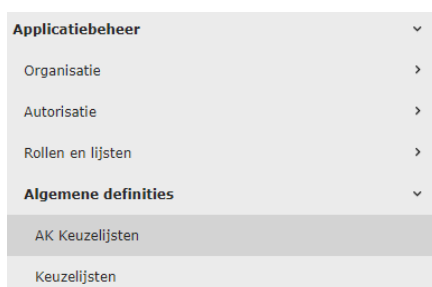 Applicatiebeheer
Organisatie
Autorisatie
Rollen en lijsten
Algemene definities
AK Keuzelijsten
Keuzelijsten